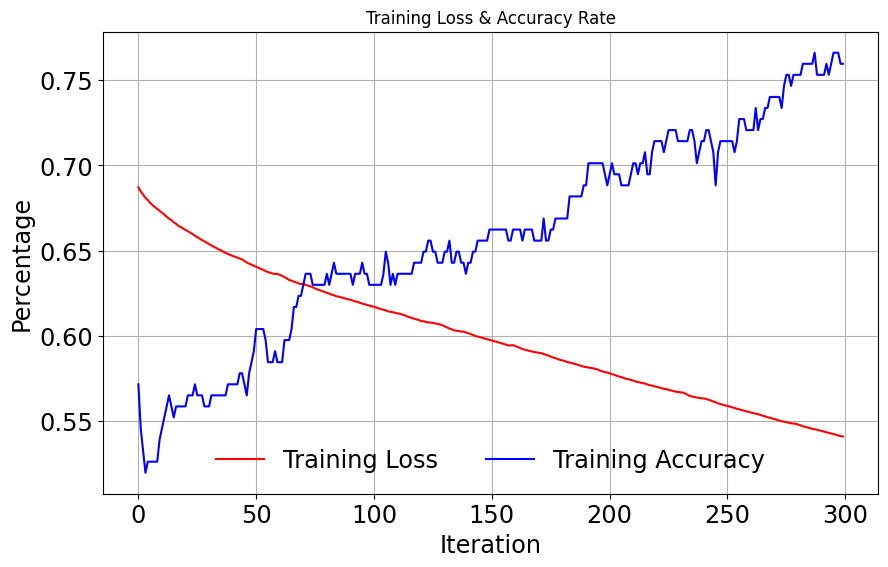 Training Loss & Accuracy Rate
0.75
0.70
0.65
0.60
0.55
Percentage
Training Loss
Training Accuracy
0 50 100 150 200 250 300
Iteration